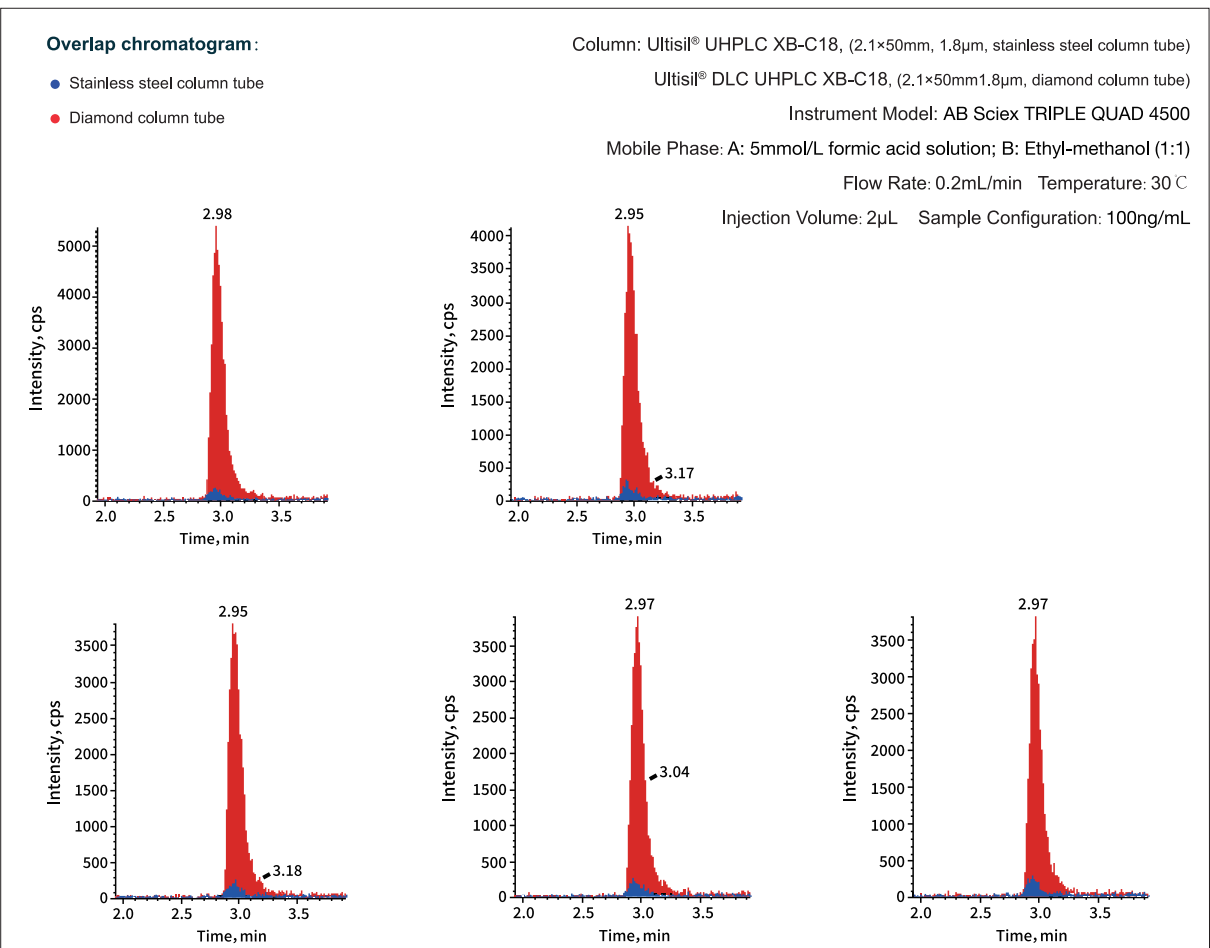 Overlap chromatogram:
Stainless steel column tube
Diamond column tube
Column: Ultisil® UHPLC XB-C18, (2.1×50mm, 1.8μm, stainless steel column tube)
Ultisil® DLC UHPLC XB-C18, (2.1×50mm1.8μm, diamond column tube)
Instrument Model: AB Sciex TRIPLE QUAD 4500
Mobile Phase: A: 5mmol/L formic acid solution; B: Ethyl-methanol (1:1)
Flow Rate: 0.2mL/min Temperature: 30℃
Injection Volume: 2μL Sample Configuration: 100ng/mL
2.98
5000
4000
3000
2000
1000
0
Intensity, cps
2.0 2.5 3.0 3.5
Time, min
2.95
4000
3500
3000
2500
2000
1500
1000
500
0
Intensity, cps
3.17
2.0 2.5 3.0 3.5
Time, min
2.95
3500
3000
2500
2000
1500
1000
500
0
Intensity, cps
3.18
2.0 2.5 3.0 3.5
Time, min
2.97
3500
3000
2500
2000
1500
1000
500
0
Intensity, cps
3.04
2.0 2.5 3.0 3.5
Time, min
2.97
3500
3000
2500
2000
1500
1000
500
0
Intensity, cps
2.0 2.5 3.0 3.5
Time, min